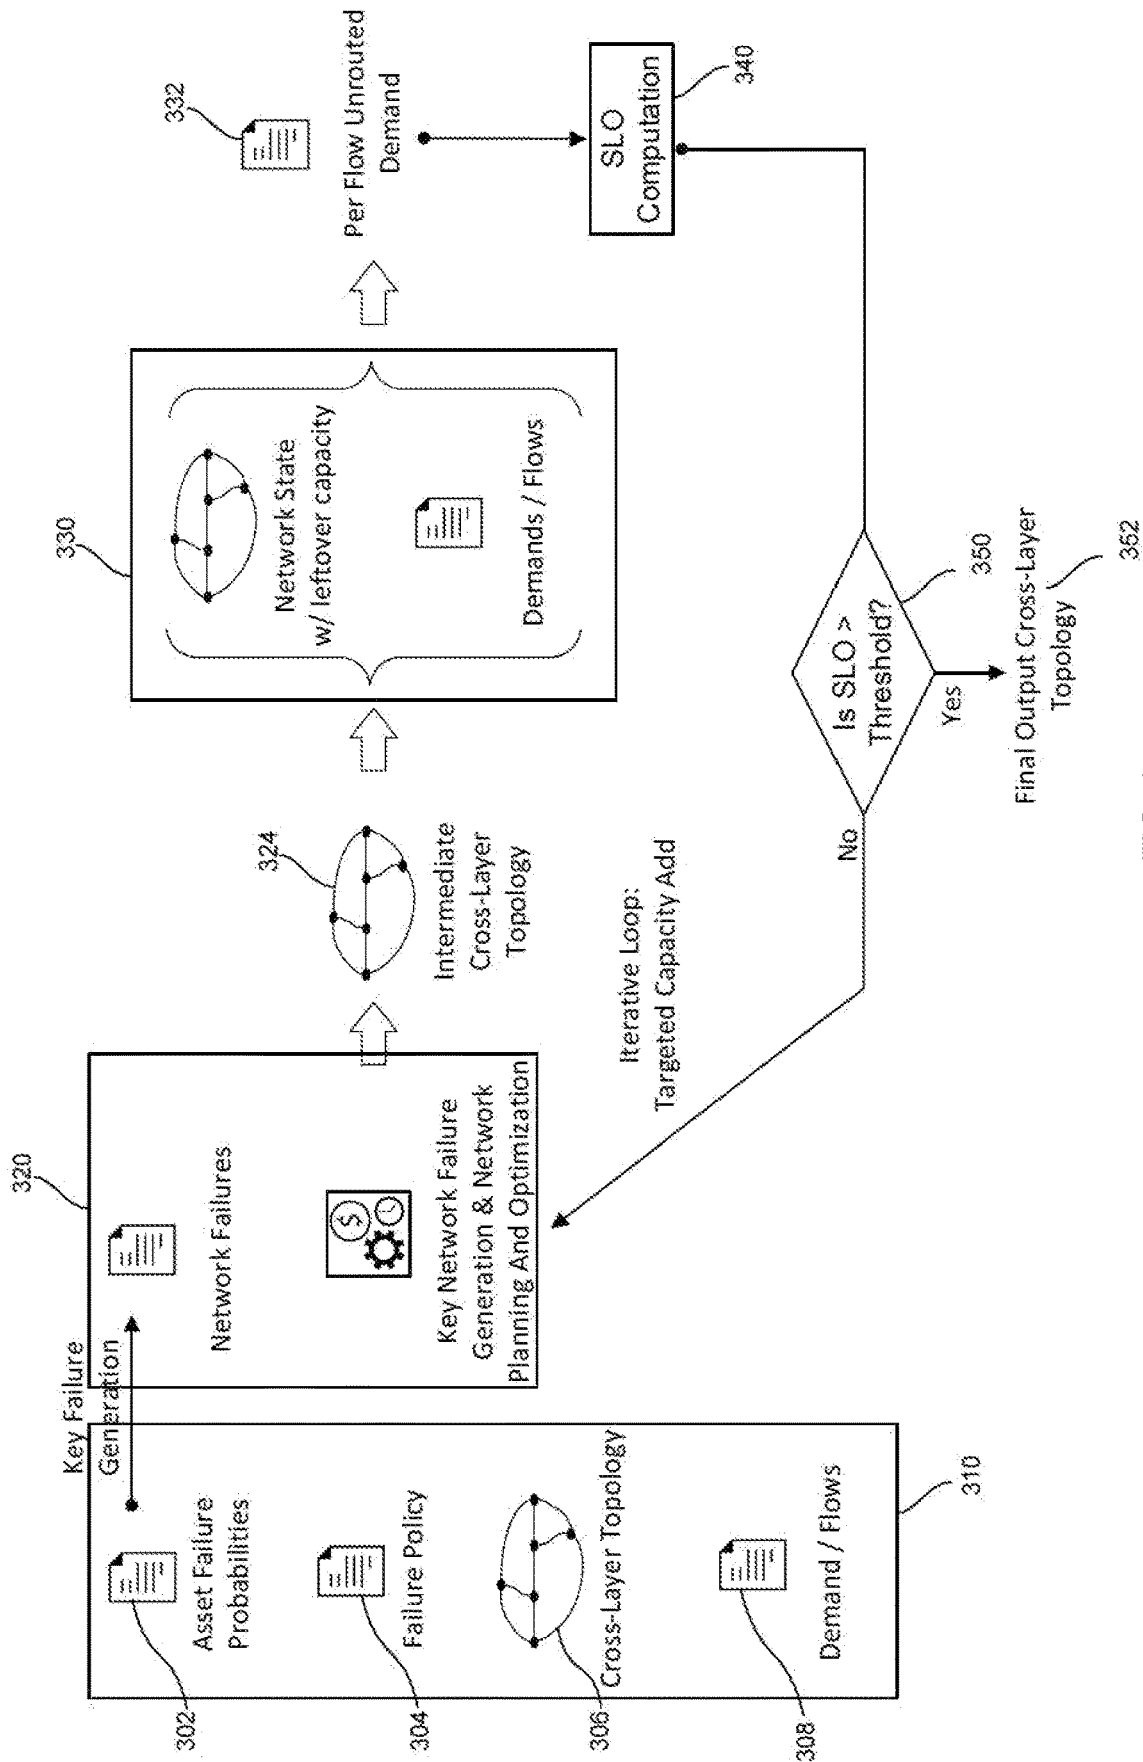 302
304
306
308
Asset Failure
Probabilities
Failure Policy
Cross-Layer Topology
Demand / Flows
310
Key Failure
Generation
320
Network Failures
Key Network Failure
Generation & Network
Planning And Optimization
324
Intermediate
Cross-Layer
Topology
330
Network State
w/ leftover capacity
Demands / Flows
332
Per Flow Unrouted
Demand
SLO
Computation
340
Is SLO >
Threshold?
350
No
Yes
Iterative Loop:
Targeted Capacity Add
Final Output Cross-Layer
Topology
352